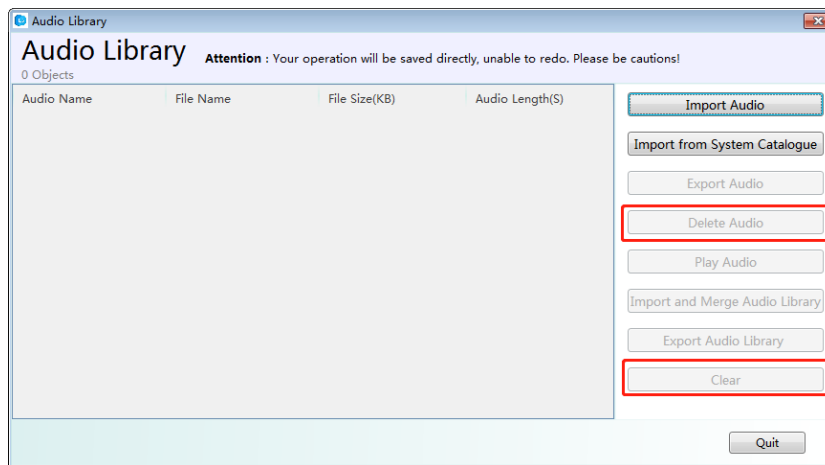 Audio Library
Audio Library Attention : Your operation will be saved directly, unable to redo. Please be cautions!
0 Objects
Audio Name File Name File Size(KB) Audio Length(S)
Import Audio
Import from System Catalogue
Export Audio
Delete Audio
Play Audio
Import and Merge Audio Library
Export Audio Library
Clear
Quit